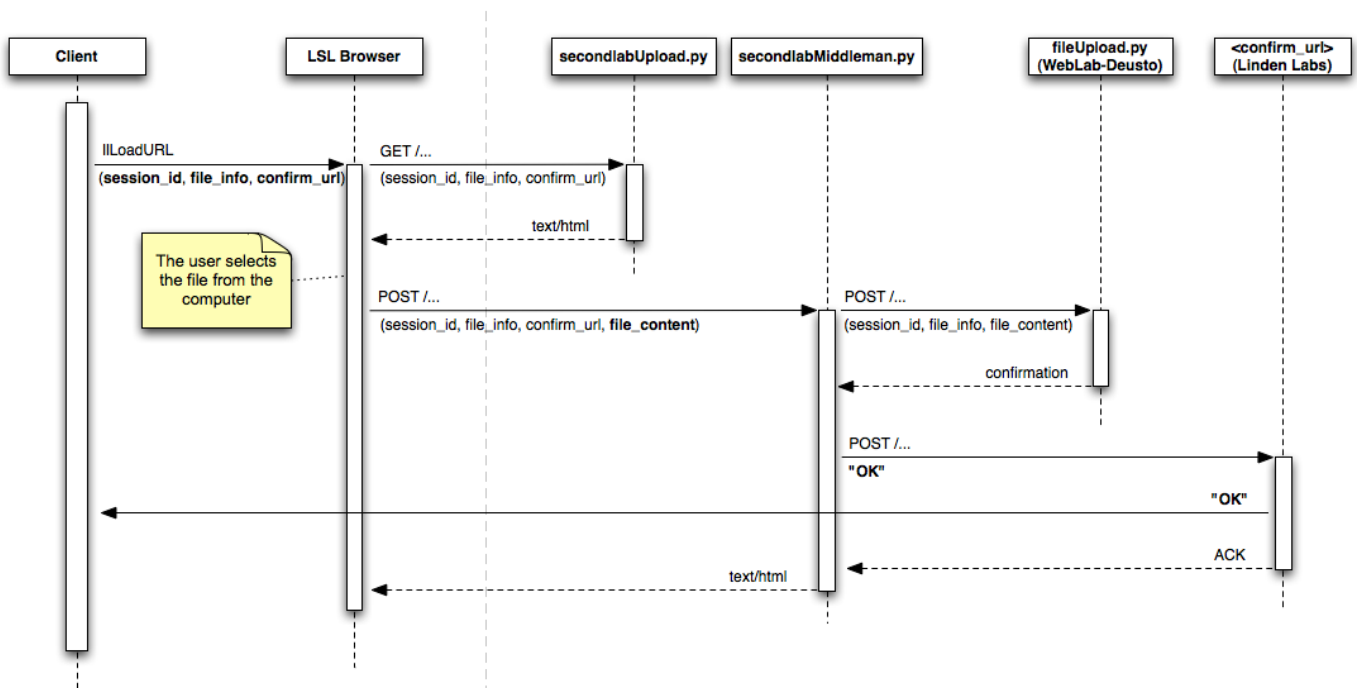 Client
LSL Browser
secondlabUpload.py
secondlabMiddleman.py
fileUpload.py
(WebLab-Deusto)
<confirm_url>
(Linden Labs)
llLoadURL
(session_id, file_info, confirm_url)
GET /...
(session_id, file_info, confirm_url)
text/html
The user selects
the file from the
computer
POST /...
(session_id, file_info, confirm_url, file_content)
POST /...
(session_id, file_info, file_content)
confirmation
POST /...
"OK"
"OK"
ACK
text/html